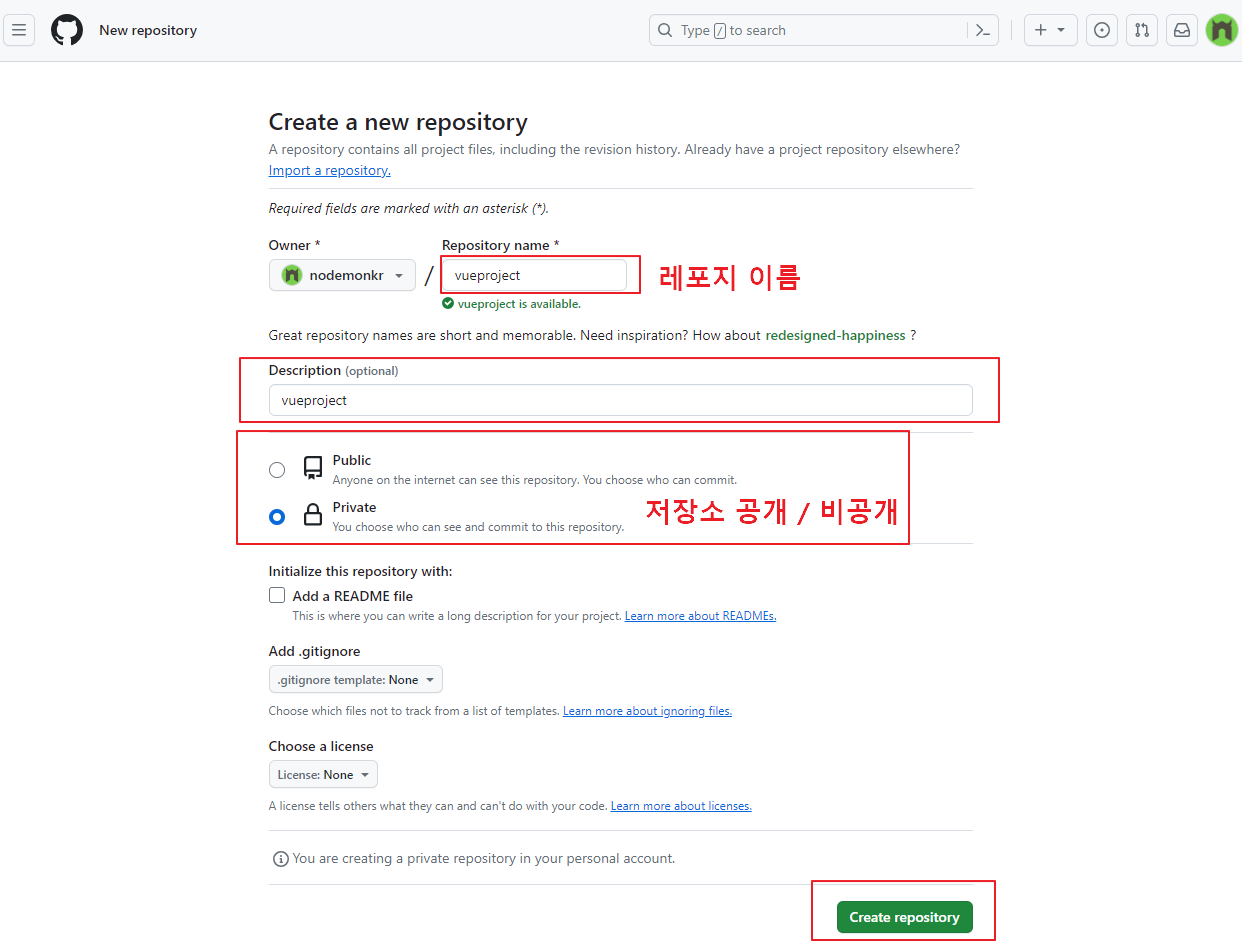 New repository
Type / to search
Create a new repository
A repository contains all project files, including the revision history. Already have a project repository elsewhere?
Import a repository.
Required fields are marked with an asterisk (*).
Owner *
Repository name *
nodemonkr
/
vueproject
레포지 이름
vueproject is available.
Great repository names are short and memorable. Need inspiration? How about redesigned-happiness ?
Description (optional)
vueproject
Public
Anyone on the internet can see this repository. You choose who can commit.
Private
You choose who can see and commit to this repository.
저장소 공개 / 비공개
Initialize this repository with:
Add a README file
This is where you can write a long description for your project. Learn more about READMEs.
Add .gitignore
.gitignore template: None
Choose which files not to track from a list of templates. Learn more about ignoring files.
Choose a license
License: None
A license tells others what they can and can't do with your code. Learn more about licenses.
You are creating a private repository in your personal account.
Create repository